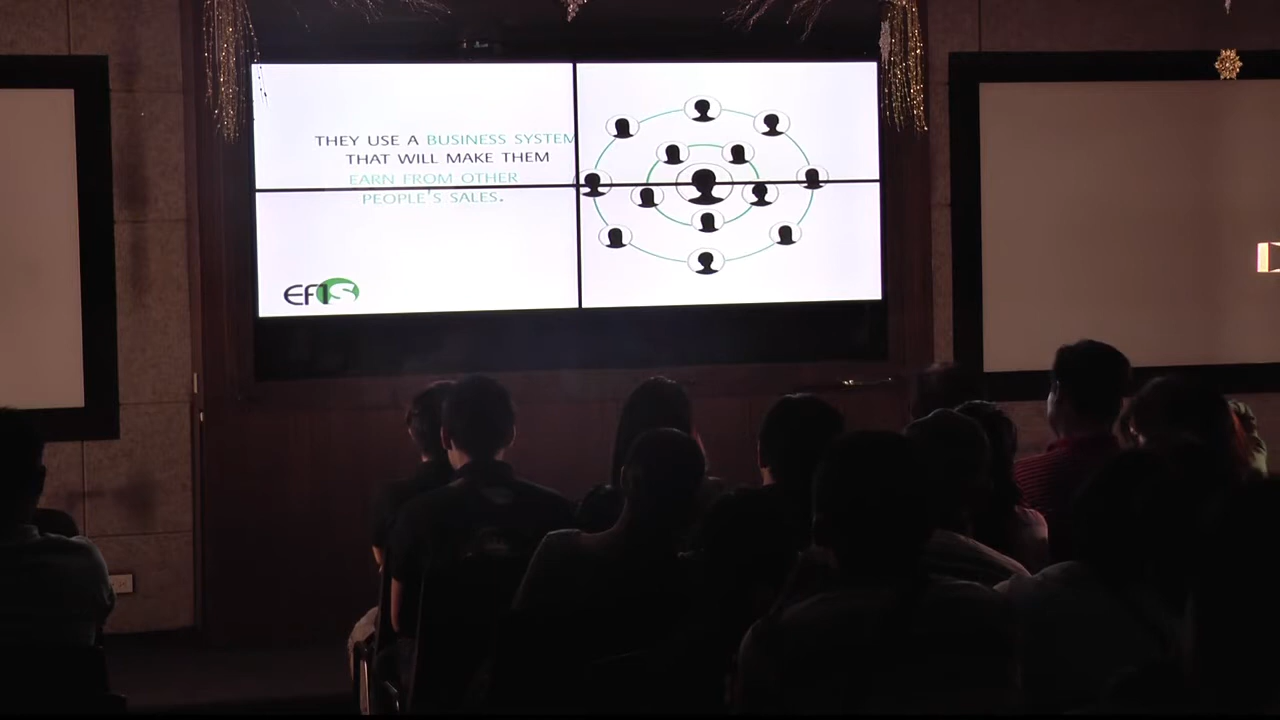 THEY USE A BUSINESS SYSTEM
THAT WILL MAKE THEM
EARN FROM OTHER
PEOPLE'S SALES.
EFIS